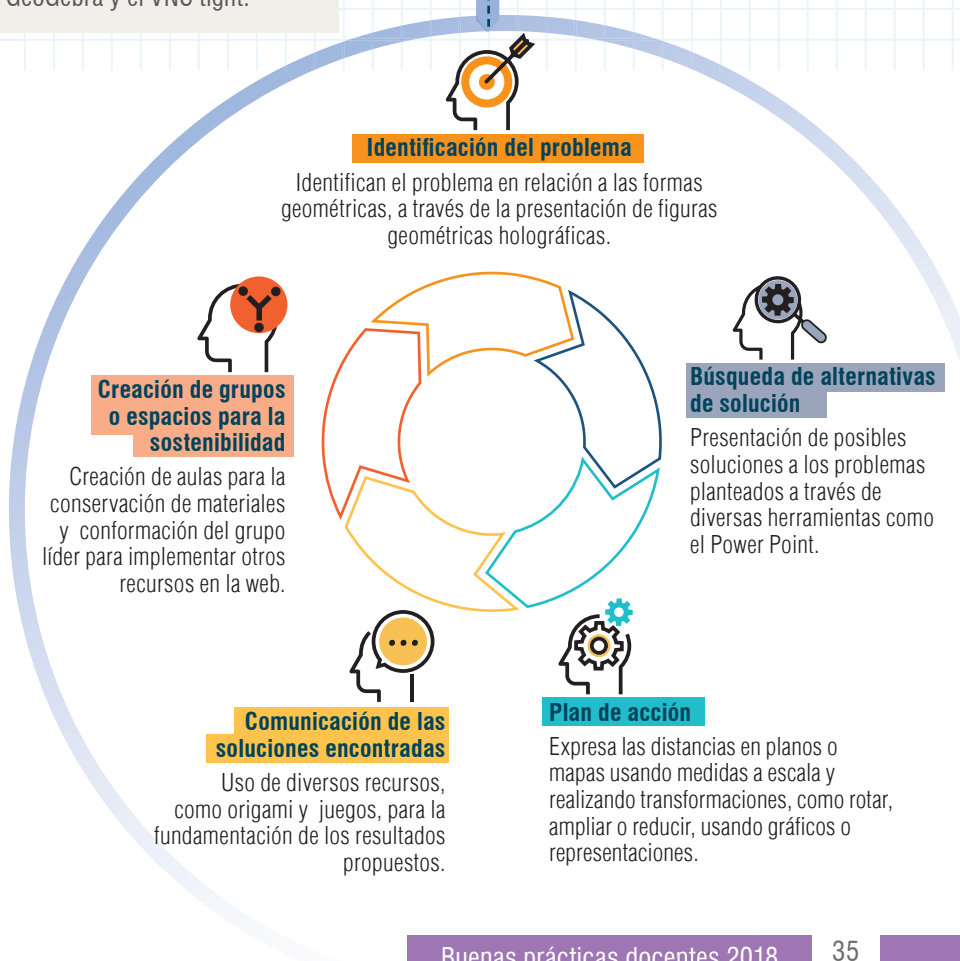 GeoGebra y el VNC light.
Identificación del problema
Identifican el problema en relación a las formas
geométricas, a través de la presentación de figuras
geométricas holográficas.
Búsqueda de alternativas
de solución
Presentación de posibles
soluciones a los problemas
planteados a través de
diversas herramientas como
el Power Point.
Plan de acción
Expresa las distancias en planos o
mapas usando medidas a escala y
realizando transformaciones, como rotar,
ampliar o reducir, usando gráficos o
representaciones.
Comunicación de las
soluciones encontradas
Uso de diversos recursos,
como origami y juegos, para la
fundamentación de los resultados
propuestos.
Creación de grupos
o espacios para la
sostenibilidad
Creación de aulas para la
conservación de materiales
y conformación del grupo
líder para implementar otros
recursos en la web.
Buenas prácticas docentes 2018
35